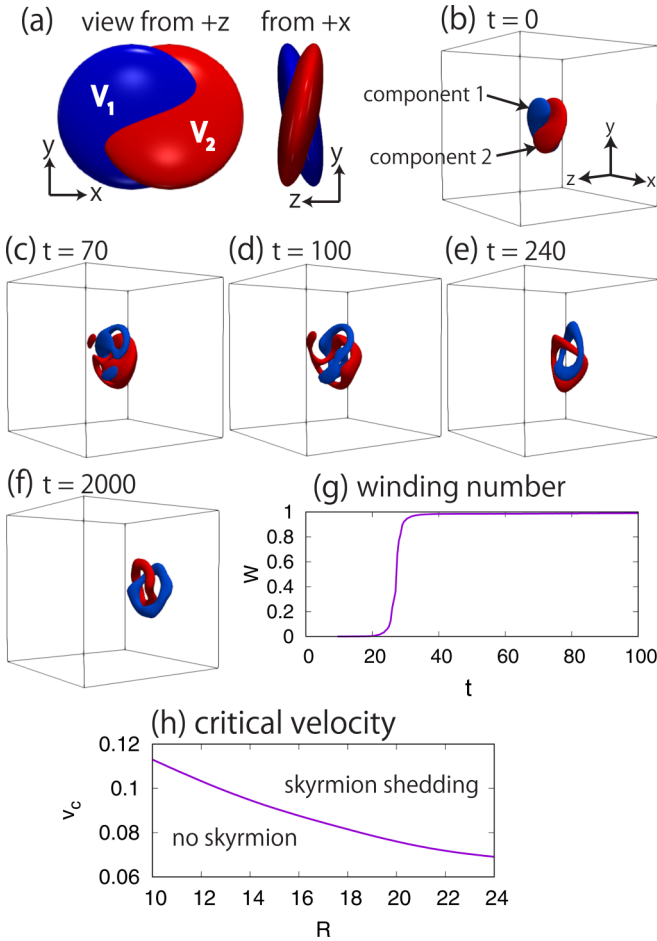 (a) view from +z from +x
V1
V2
y
x
y
z
(b) t = 0
component 1
component 2
y
z
x
(c) t = 70
(d) t = 100
(e) t = 240
(f) t = 2000
(g) winding number
1
0.8
0.6
0.4
0.2
0
W
0 20 40 60 80 100
t
(h) critical velocity
0.12
0.1
0.08
0.06
vc
skyrmion shedding
no skyrmion
10 12 14 16 18 20 22 24
R